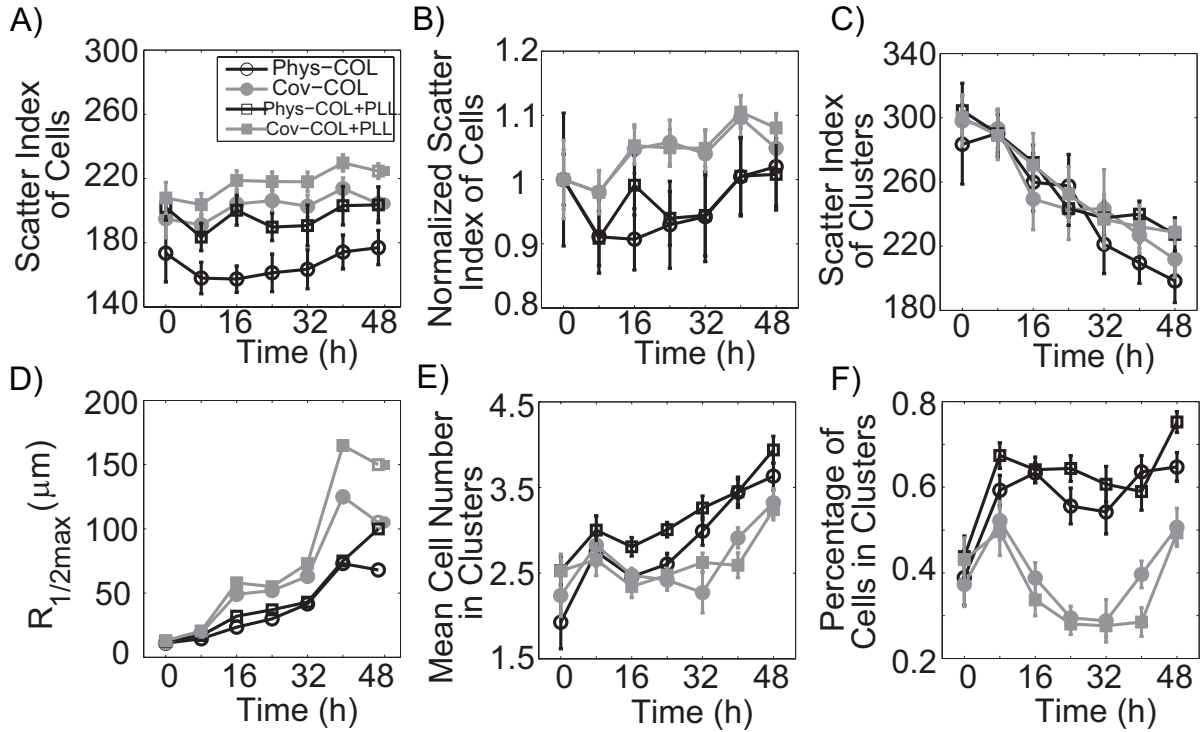 A)
Scatter Index
of Cells
300
260
220
180
140
0 16 32 48
Time (h)
Phys−COL
Cov−COL
Phys−COL+PLL
Cov−COL+PLL
B)
Normalized Scatter
Index of Cells
1.2
1.1
1
0.9
0.8
0 16 32 48
Time (h)
C)
Scatter Index
of Clusters
340
300
260
220
180
0 16 32 48
Time (h)
D)
R1/2max (μm)
200
150
100
50
0
0 16 32 48
Time (h)
E)
Mean Cell Number
in Clusters
4.5
3.5
2.5
1.5
0 16 32 48
Time (h)
F)
Percentage of
Cells in Clusters
0.8
0.6
0.4
0.2
0 16 32 48
Time (h)